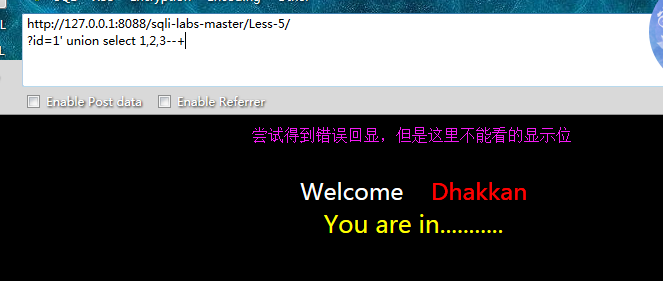 http://127.0.0.1:8088/sqli-labs-master/Less-5/
?id=1' union select 1,2,3--+
Enable Post data Enable Referrer
尝试得到错误回显，但是这里不能看的显示位
Welcome Dhakkan
You are in...........